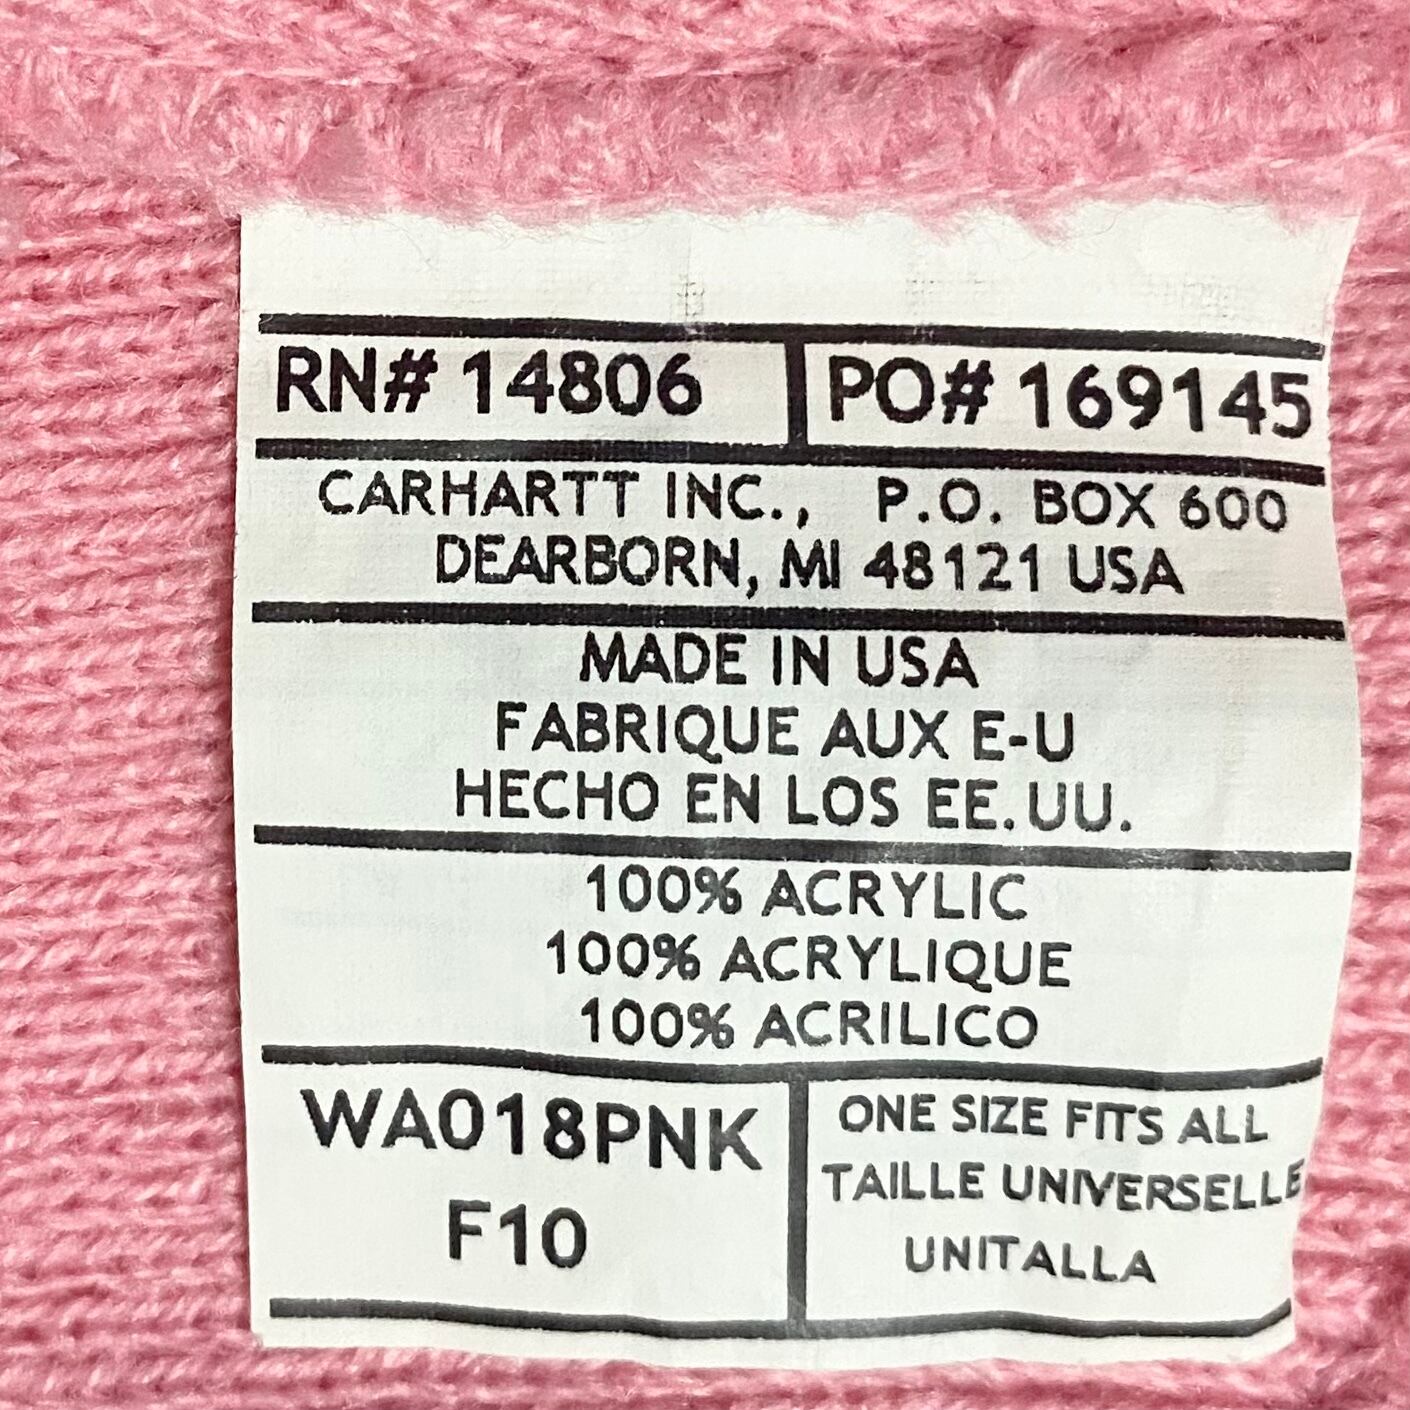 RN# 14806 PO# 169145
CARHARTT INC., P.O. BOX 600
DEARBORN, MI 48121 USA
MADE IN USA
FABRIQUE AUX E-U
HECHO EN LOS EE.UU.
100% ACRYLIC
100% ACRYLIQUE
100% ACRILICO
WA018PNK
F10
ONE SIZE FITS ALL
TAILLE UNIVERSELLE
UNITALLA